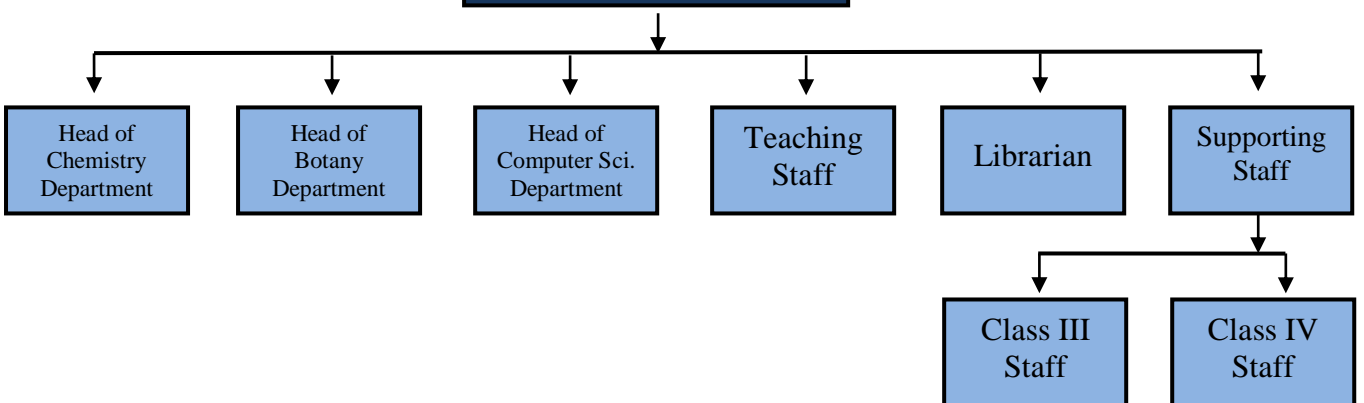 Head of
Chemistry
Department
Head of
Botany
Department
Head of
Computer Sci.
Department
Teaching
Staff
Librarian
Supporting
Staff
Class III
Staff
Class IV
Staff